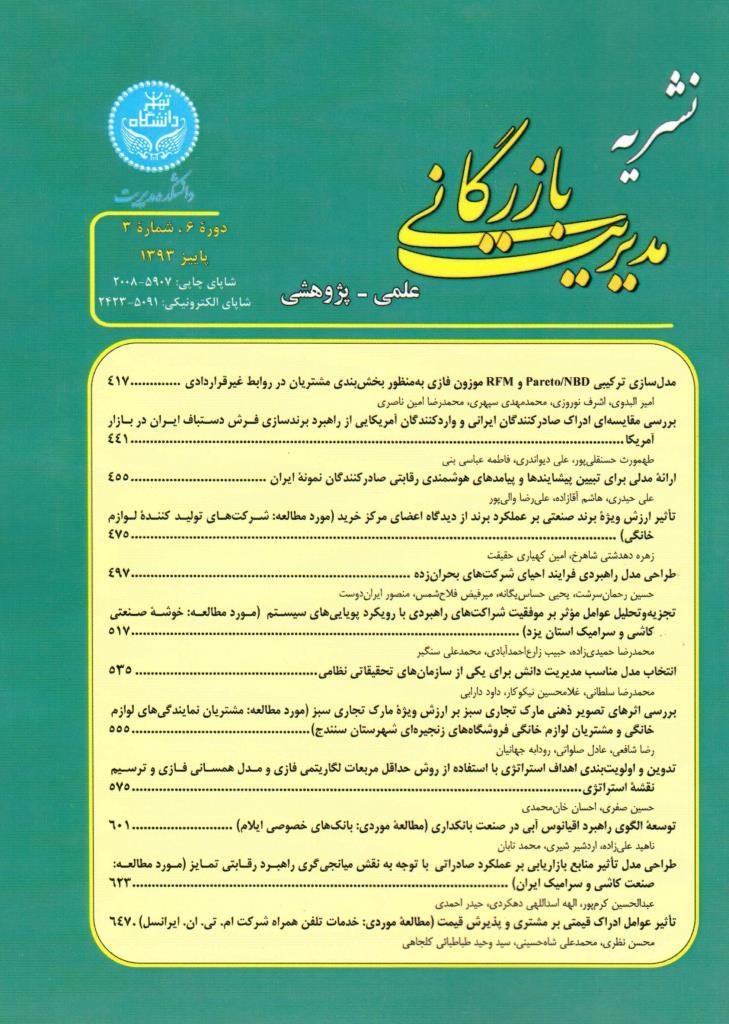 نشریه
مدیریت بازرگانی
علمی - پژوهشی
دانشگاه تهران
دانشکده مدیریت
دورهٔ ۶، شمارهٔ ۳
پاییز ۱۳۹۳
شاپای چاپی: ۵۹۰۷-۲۰۰۸
شاپای الکترونیکی: ۵۰۹۱-۲۴۲۳
مدل‌سازی ترکیبی Pareto/NBD و RFM موزون فازی به‌منظور بخش‌بندی مشتریان در روابط غیرقراردادی .............۴۱۷
امیر البدوی، اشرف نوروزی، محمدمهدی سپهری، محمدرضا امین ناصری
بررسی مقایسه‌ای ادراک صادرکنندگان ایرانی و واردکنندگان آمریکایی از راهبرد برندسازی فرش دستباف ایران در بازار
آمریکا..........۴۴۱
طهمورث حسنقلی‌پور، علی دیواندری، فاطمه عباسی بنی
ارائهٔ مدلی برای تبیین پیشایندها و پیامدهای هوشمندی رقابتی صادرکنندگان نمونهٔ ایران ..........۴۵۵
علی حیدری، هاشم آقازاده، علی‌رضا والی‌پور
تأثیر ارزش ویژهٔ برند صنعتی بر عملکرد برند از دیدگاه اعضای مرکز خرید (مورد مطالعه: شرکت‌های تولید کنندهٔ لوازم
خانگی) ..........۴۷۵
زهره دهدشتی شاهرخ، امین کهیاری حقیقت
طراحی مدل راهبردی فرایند احیای شرکت‌های بحران‌زده ..........۴۹۷
حسین رحمان‌سرشت، یحیی حساس‌یگانه، میرفیض فلاح‌شمس، منصور ایران‌دوست
تجزیه‌وتحلیل عوامل مؤثر بر موفقیت شراکت‌های راهبردی با رویکرد پویایی‌های سیستم (مورد مطالعه: خوشهٔ صنعتی
کاشی و سرامیک استان یزد) ..........۵۱۷
محمدرضا حمیدی‌زاده، حبیب زارع‌احمدآبادی، محمدعلی سنگبر
انتخاب مدل مناسب مدیریت دانش برای یکی از سازمان‌های تحقیقاتی نظامی..........۵۳۵
محمدرضا سلطانی، غلامحسین نیکوکار، داود دارابی
بررسی اثرهای تصویر ذهنی مارک تجاری سبز بر ارزش ویژهٔ مارک تجاری سبز (مورد مطالعه: مشتریان نمایندگی‌های لوازم
خانگی و مشتریان لوازم خانگی فروشگاه‌های زنجیره‌ای شهرستان سنندج)..........۵۵۵
رضا شافعی، عادل صلواتی، رودابه جهانیان
تدوین و اولویت‌بندی اهداف استراتژی با استفاده از روش حداقل مربعات لگاریتمی فازی و مدل همسانی فازی و ترسیم
نقشهٔ استراتژی..........۵۷۵
حسین صفری، احسان خان‌محمدی
توسعهٔ الگوی راهبرد اقیانوس آبی در صنعت بانکداری (مطالعهٔ موردی: بانک‌های خصوصی ایلام) ..........۶۰۱
ناهید علی‌زاده، اردشیر شیری، محمد تابان
طراحی مدل تأثیر منابع بازاریابی بر عملکرد صادراتی با توجه به نقش میانجی‌گری راهبرد رقابتی تمایز (مورد مطالعه:
صنعت کاشی و سرامیک ایران) ..........۶۲۳
عبدالحسین کرم‌پور، الهه اسداللهی دهکردی، حیدر احمدی
تأثیر عوامل ادراک قیمتی بر مشتری و پذیرش قیمت (مطالعهٔ موردی: خدمات تلفن همراه شرکت ام. تی. ان. ایرانسل) .۶۴۷
محسن نظری، محمدعلی شاه‌حسینی، سید وحید طباطبائی کلجاهی